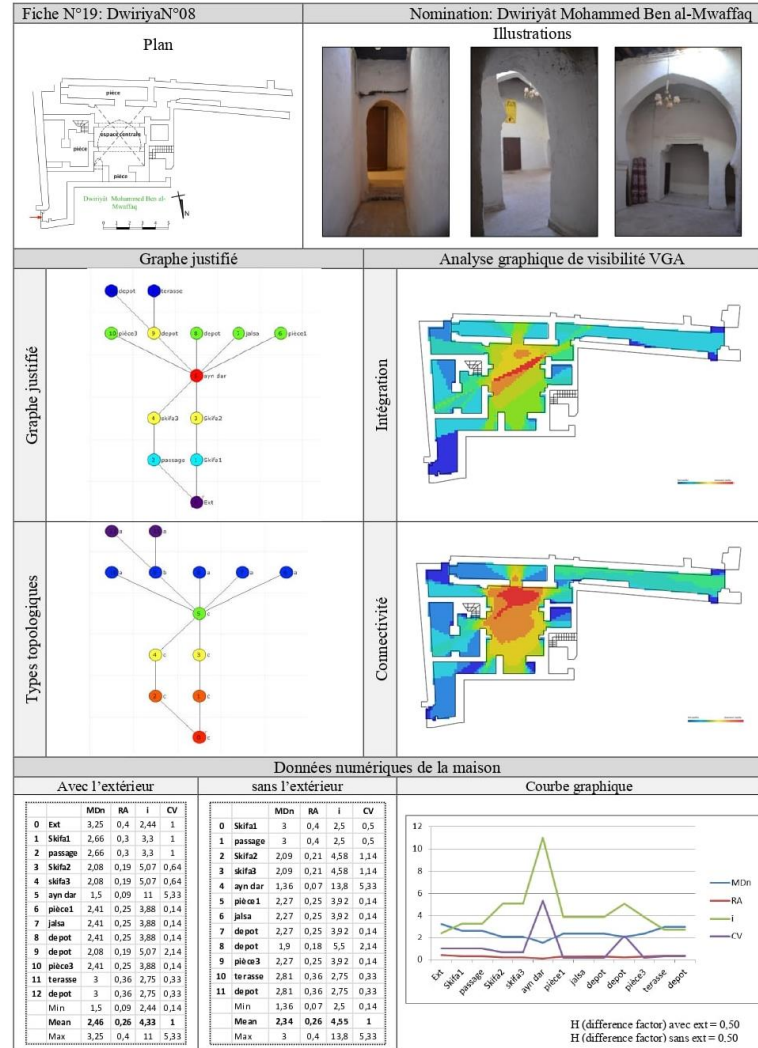 Fiche N°19: DwiriyaN°08
Nomination: Dwiriyât Mohammed Ben al-Mwaffaq
Plan
Illustrations
pièce
espace centrale
pièce
pièce
Dwiriyât Mohammed Ben al-
Mwaffaq
N
0 1 2 3 4 5
Graphe justifié
Analyse graphique de visibilité VGA
Graphe justifié
depot
terasse
10 pièce3
9 depot
8 depot
jalsa
6 pièce1
ayn dar
4 skifa3
3 Skifa2
passage
Skifa1
Ext
Intégration
Types topologiques
a
a
a
b
a
a
a
5
4 c
3 c
2 c
1 c
c
Connectivité
Données numériques de la maison
Avec l’extérieur
sans l’extérieur
Courbe graphique
MDn RA i CV
0 Ext 3,25 0,4 2,44 1
1 Skifa1 2,66 0,3 3,3 1
2 passage 2,66 0,3 3,3 1
3 Skifa2 2,08 0,19 5,07 0,64
4 skifa3 2,08 0,19 5,07 0,64
5 ayn dar 1,5 0,09 11 5,33
6 pièce1 2,41 0,25 3,88 0,14
7 jalsa 2,41 0,25 3,88 0,14
8 depot 2,41 0,25 3,88 0,14
9 depot 2,08 0,19 5,07 2,14
10 pièce3 2,41 0,25 3,88 0,14
11 terasse 3 0,36 2,75 0,33
12 depot 3 0,36 2,75 0,33
Min 1,5 0,09 2,44 0,14
Mean 2,46 0,26 4,33 1
Max 3,25 0,4 11 5,33
MDn RA i CV
0 Skifa1 3 0,4 2,5 0,5
1 passage 3 0,4 2,5 0,5
2 Skifa2 2,09 0,21 4,58 1,14
3 skifa3 2,09 0,21 4,58 1,14
4 ayn dar 1,36 0,07 13,8 5,33
5 pièce1 2,27 0,25 3,92 0,14
6 jalsa 2,27 0,25 3,92 0,14
7 depot 2,27 0,25 3,92 0,14
8 depot 1,9 0,18 5,5 2,14
9 pièce3 2,27 0,25 3,92 0,14
10 terasse 2,81 0,36 2,75 0,33
11 depot 2,81 0,36 2,75 0,33
Min 1,36 0,07 2,5 0,14
Mean 2,34 0,26 4,55 1
Max 3 0,4 13,8 5,33
12
10
8
6
4
2
0
Ext
Skifa1
passage
Skifa2
skifa3
ayn dar
pièce1
jalsa
depot
depot
pièce3
terasse
depot
MDn
RA
i
CV
H (difference factor) avec ext = 0,50
H (difference factor) sans ext = 0,50